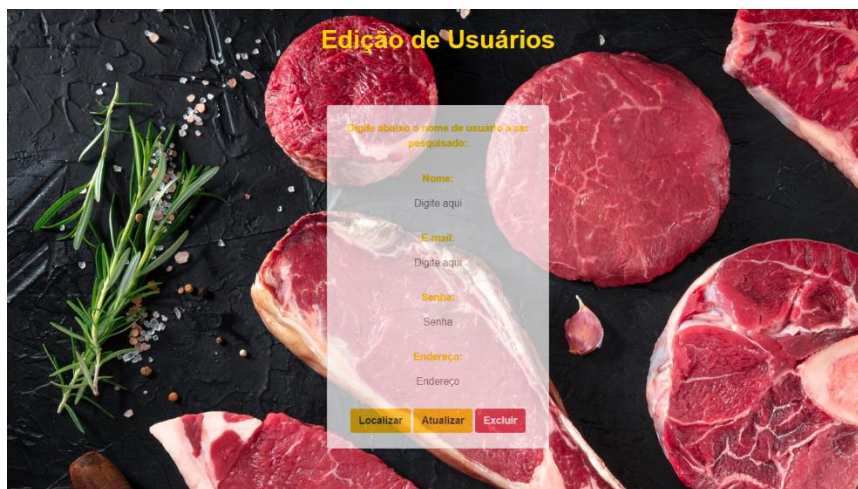 Edição de Usuários
Digite abaixo o nome de usuário a ser
pesquisado:
Nome:
Digite aqui
E-mail:
Digite aqui
Senha:
Senha
Endereço:
Endereço
Localizar Atualizar Excluir